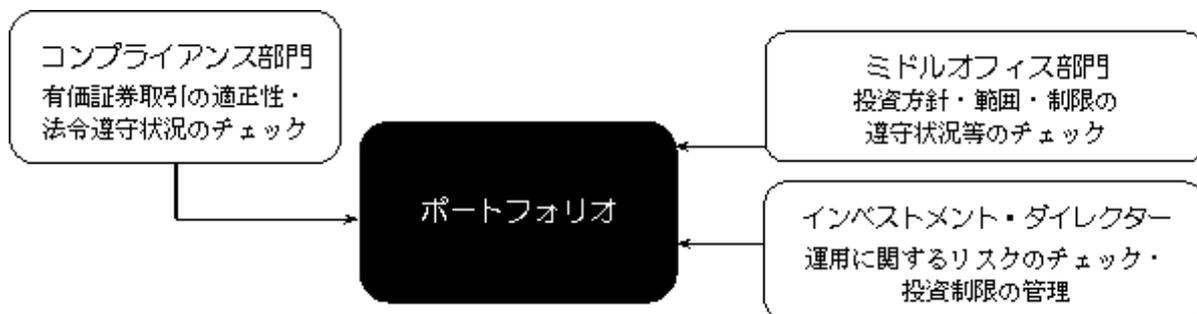 コンプライアンス部門
有価証券取引の適正性・
法令遵守状況のチェック
ミドルオフィス部門
投資方針・範囲・制限の
遵守状況等のチェック
ポートフォリオ
インベストメント・ダイレクター
運用に関するリスクのチェック・
投資制限の管理